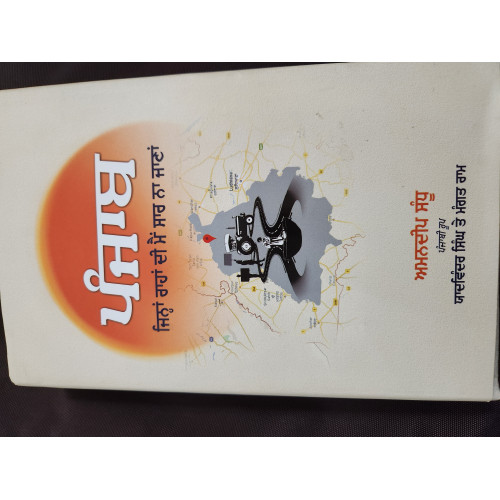 ਪੰਜਾਬ
ਜਿਨ੍ਹਾਂ ਰਾਹਾਂ ਦੀ ਮੈਂ ਸਾਰ ਨਾ ਜਾਣਾਂ
ਅਮਨਦੀਪ ਸੰਧੂ
ਪੰਜਾਬੀ ਰੂਪ
ਯਾਦਵਿੰਦਰ ਸਿੰਘ ਤੇ ਮੰਗਤ ਰਾਮ